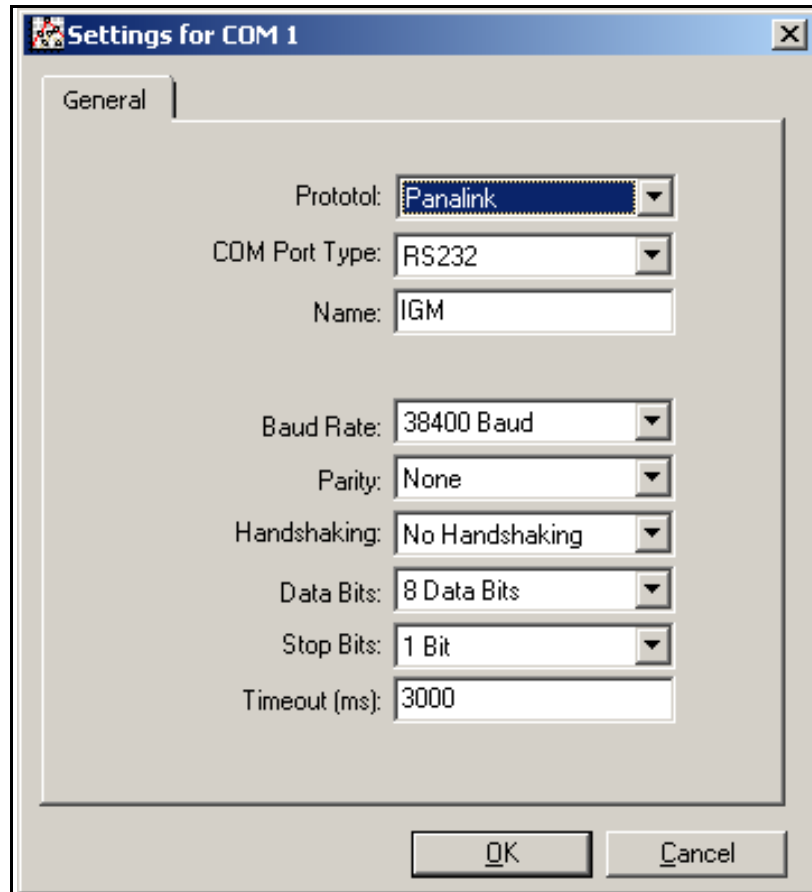 Settings for COM 1
General
Prototol: Panalink
COM Port Type: RS232
Name: IGM
Baud Rate: 38400 Baud
Parity: None
Handshaking: No Handshaking
Data Bits: 8 Data Bits
Stop Bits: 1 Bit
Timeout (ms): 3000
OK Cancel